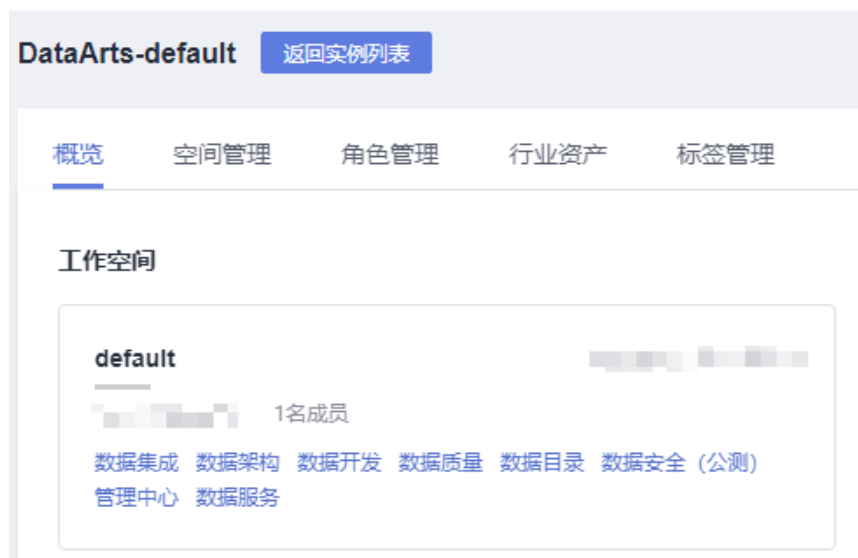 DataArts-default 返回实例列表
概览 空间管理 角色管理 行业资产 标签管理
工作空间
default
1名成员
数据集成 数据架构 数据开发 数据质量 数据目录 数据安全 (公测)
管理中心 数据服务